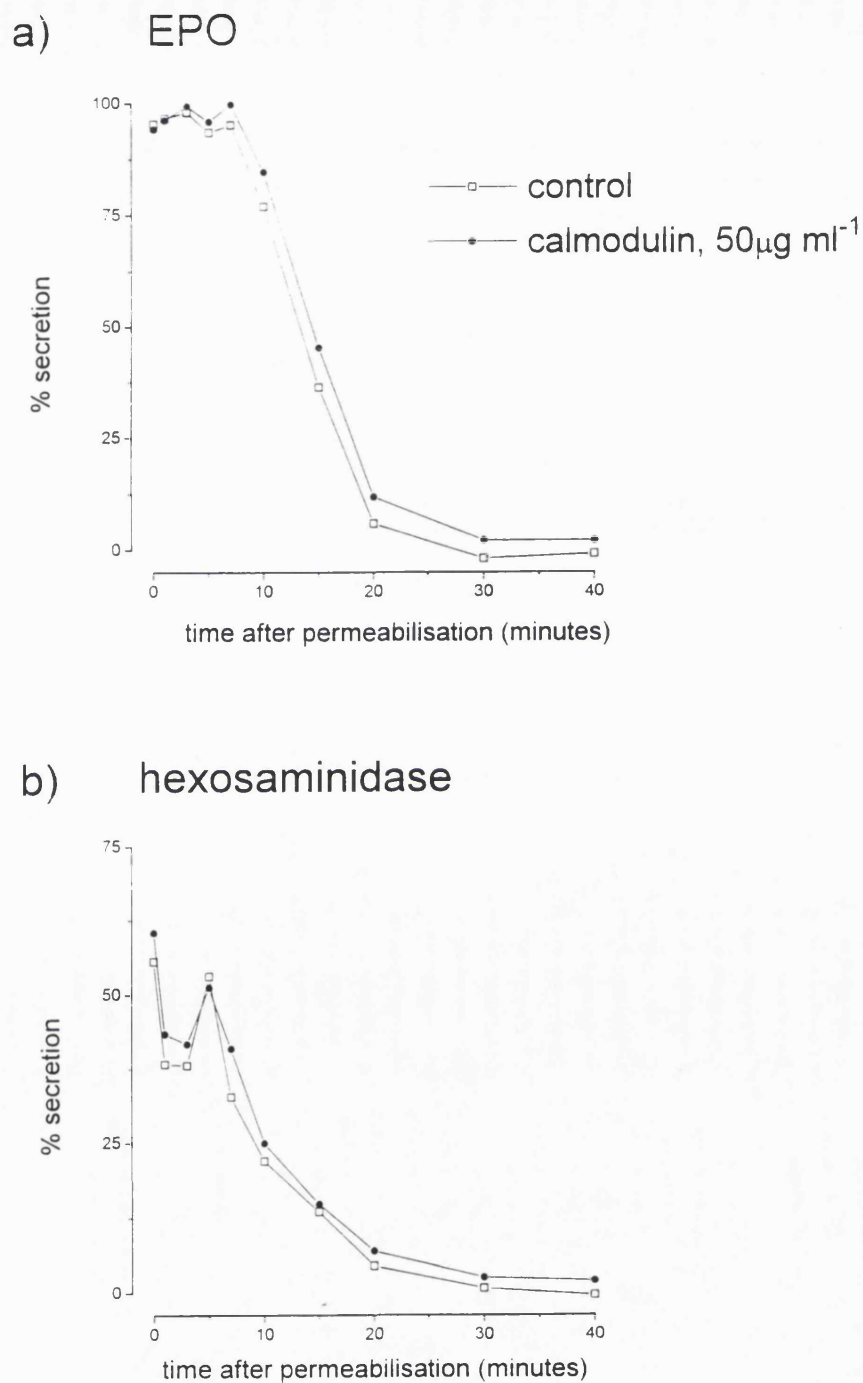 a) EPO
100
75
50
25
0
% secretion
control
calmodulin, 50μg ml⁻¹
0 10 20 30 40
time after permeabilisation (minutes)
b) hexosaminidase
75
50
25
0
% secretion
0 10 20 30 40
time after permeabilisation (minutes)